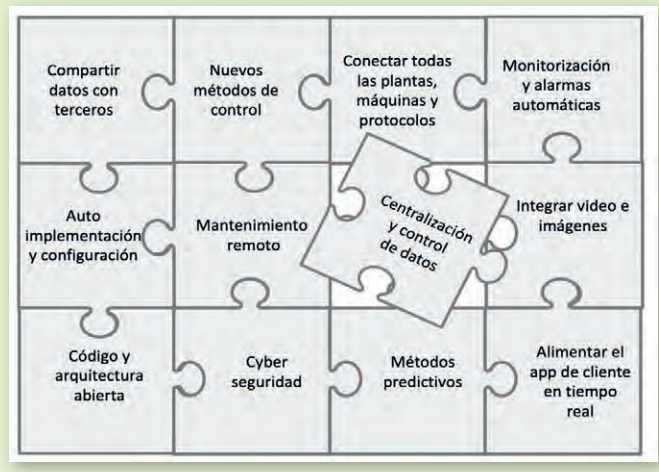 Compartir
datos con
terceros
Nuevos
métodos de
control
Conectar todas
las plantas,
máquinas y
protocolos
Monitorización
y alarmas
automáticas
Auto
implementación
y configuración
Mantenimiento
remoto
Centralización
y control
de datos
Integrar video e
imágenes
Código y
arquitectura
abierta
Cyber
seguridad
Métodos
predictivos
Alimentar el
app de cliente
en tiempo
real